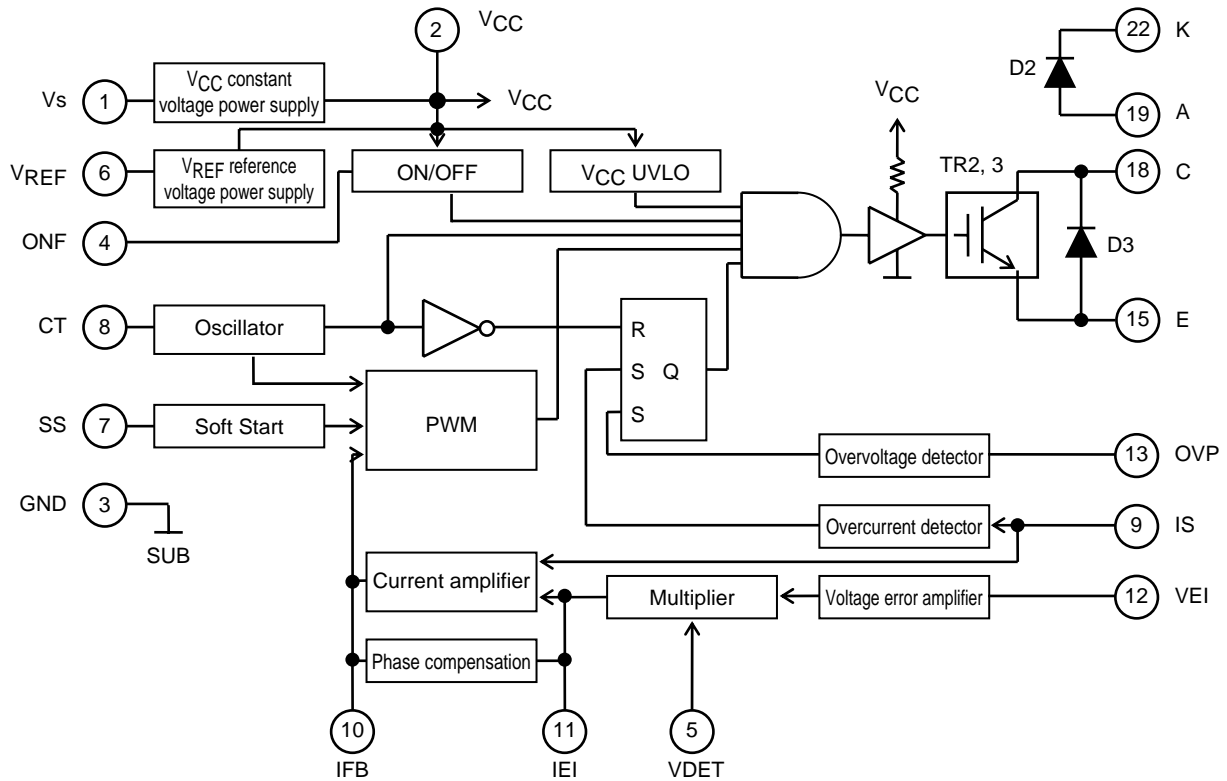 2 VCC
22 K
D2
Vs 1 VCC constant
voltage power supply
VCC
VCC
19 A
VREF 6 VREF reference
voltage power supply
ON/OFF
VCC UVLO
TR2, 3
18 C
ONF 4
D3
CT 8 Oscillator
15 E
R
S Q
S
SS 7 Soft Start
PWM
Overvoltage detector 13 OVP
GND 3
SUB
Overcurrent detector 9 IS
Current amplifier
Multiplier
Voltage error amplifier 12 VEI
Phase compensation
10
IFB
11
IEI
5
VDET